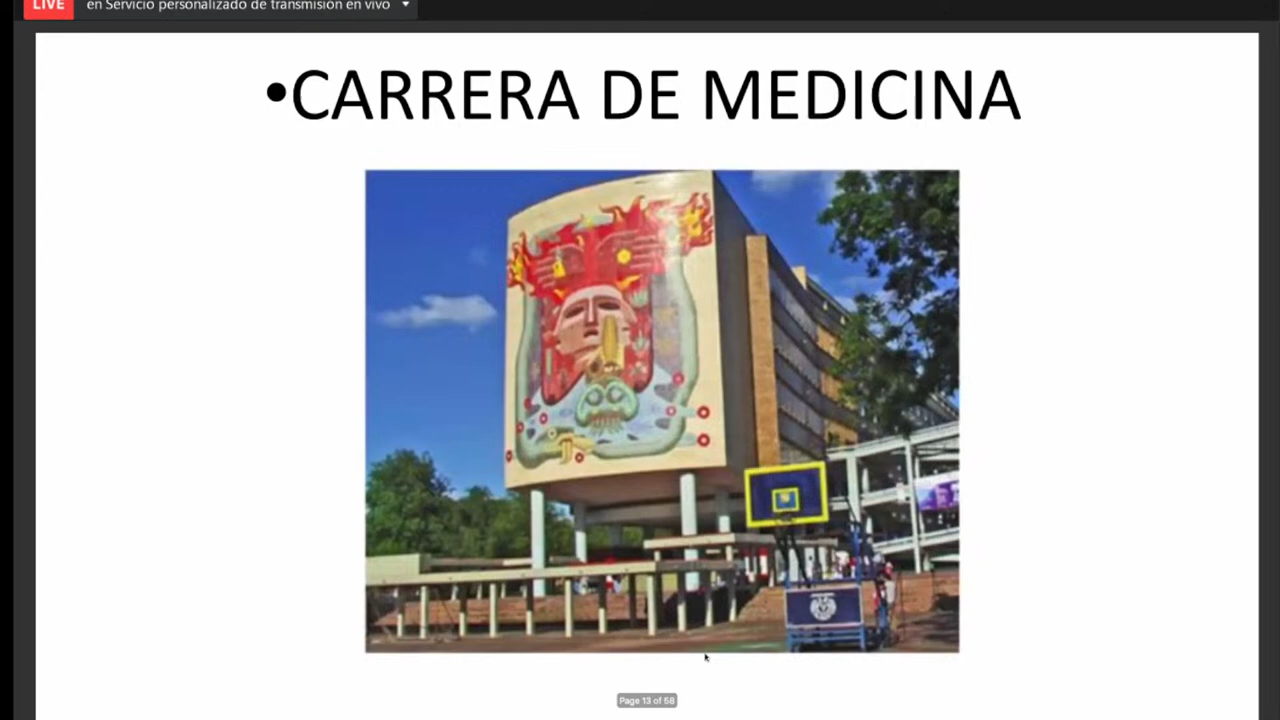 LIVE
en Servicio personalizado de transmisión en vivo
•CARRERA DE MEDICINA
Page 13 of 58